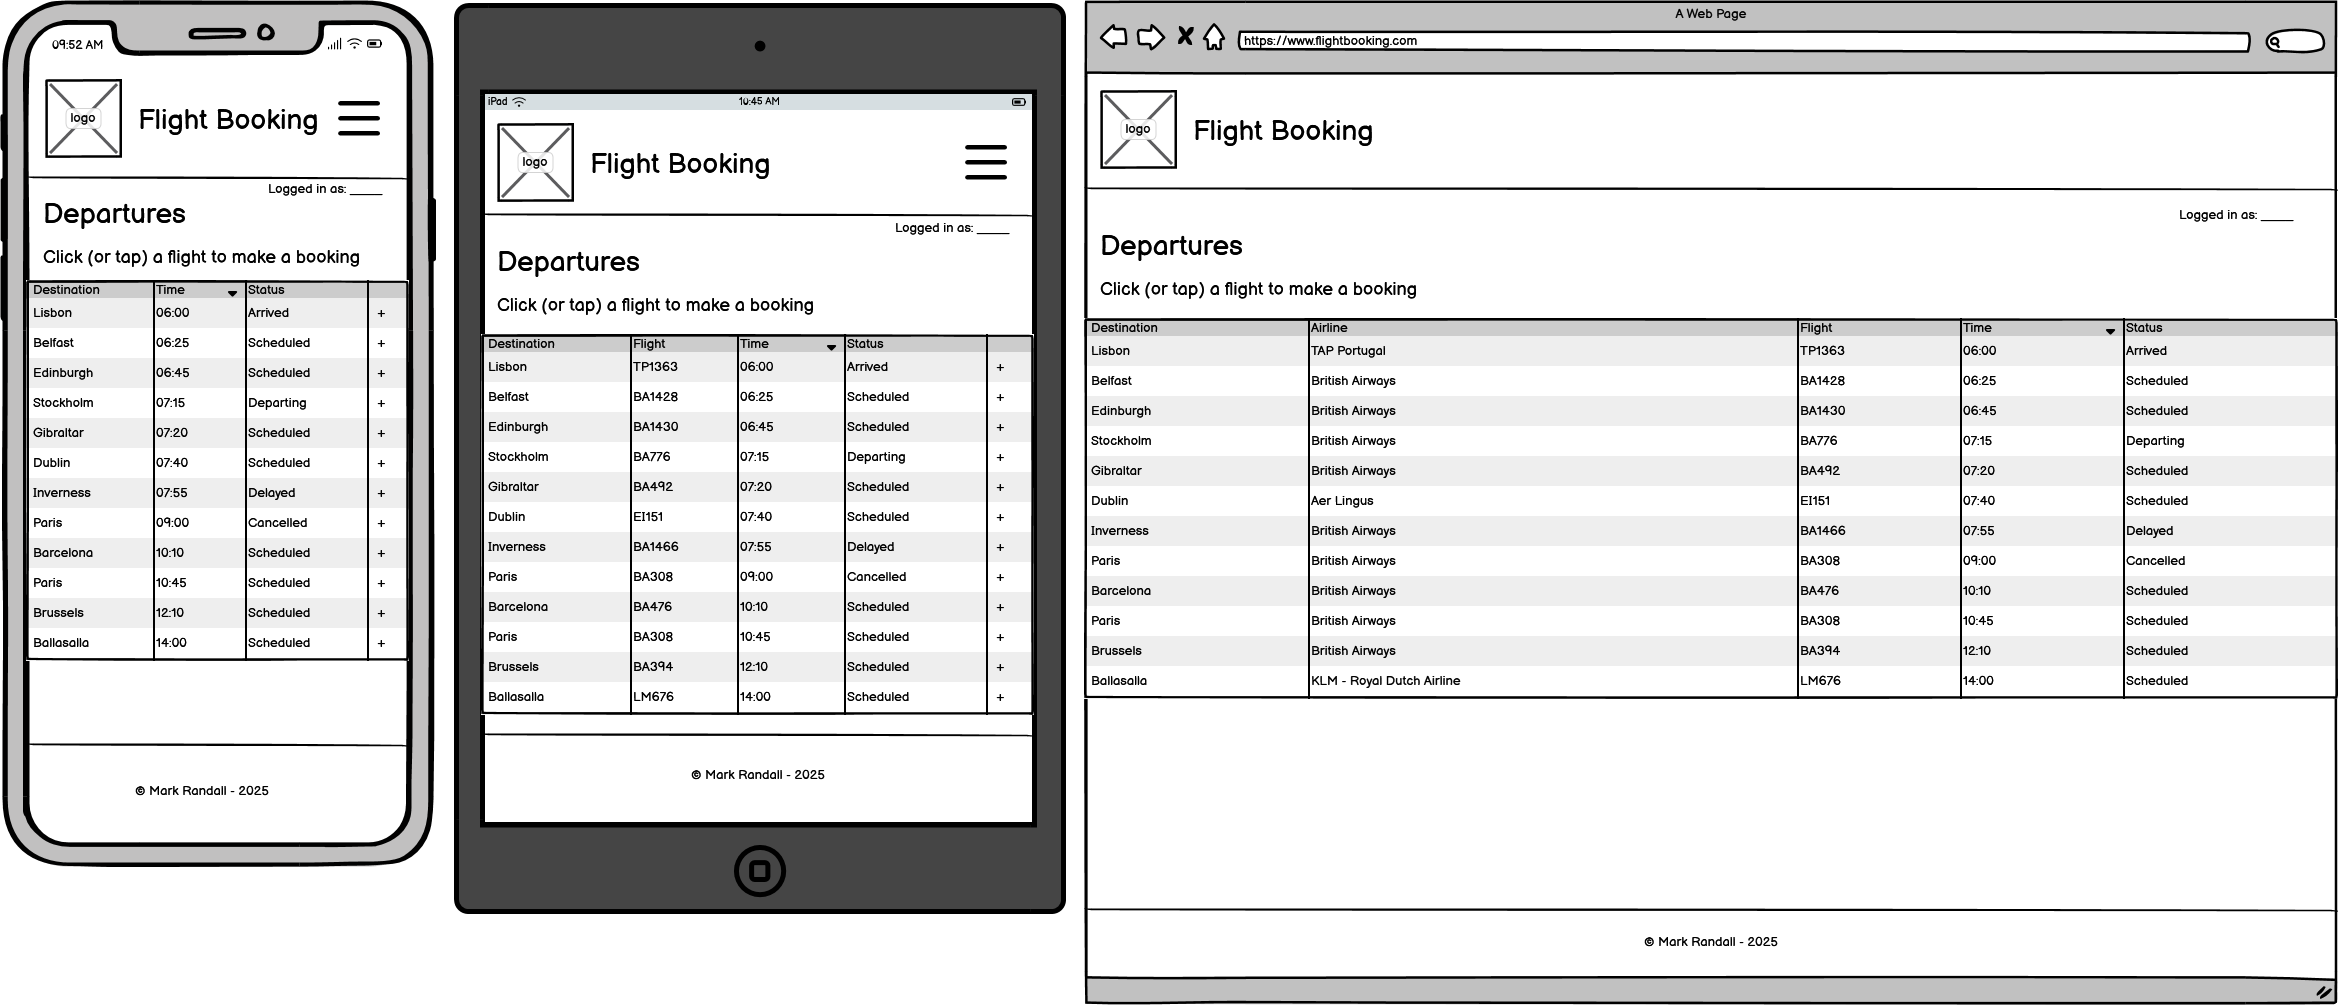 09:52 AM
logo
Flight Booking
Logged in as: _____
Departures
Click (or tap) a flight to make a booking
Destination Time Status
Lisbon 06:00 Arrived +
Belfast 06:25 Scheduled +
Edinburgh 06:45 Scheduled +
Stockholm 07:15 Departing +
Gibraltar 07:20 Scheduled +
Dublin 07:40 Scheduled +
Inverness 07:55 Delayed +
Paris 09:00 Cancelled +
Barcelona 10:10 Scheduled +
Paris 10:45 Scheduled +
Brussels 12:10 Scheduled +
Ballasalla 14:00 Scheduled +
© Mark Randall - 2025
iPad 10:45 AM
logo
Flight Booking
Logged in as: _____
Departures
Click (or tap) a flight to make a booking
Destination Flight Time Status
Lisbon TP1363 06:00 Arrived +
Belfast BA1428 06:25 Scheduled +
Edinburgh BA1430 06:45 Scheduled +
Stockholm BA776 07:15 Departing +
Gibraltar BA492 07:20 Scheduled +
Dublin EI151 07:40 Scheduled +
Inverness BA1466 07:55 Delayed +
Paris BA308 09:00 Cancelled +
Barcelona BA476 10:10 Scheduled +
Paris BA308 10:45 Scheduled +
Brussels BA394 12:10 Scheduled +
Ballasalla LM676 14:00 Scheduled +
© Mark Randall - 2025
A Web Page
https://www.flightbooking.com
logo
Flight Booking
Logged in as: _____
Departures
Click (or tap) a flight to make a booking
Destination Airline Flight Time Status
Lisbon TAP Portugal TP1363 06:00 Arrived
Belfast British Airways BA1428 06:25 Scheduled
Edinburgh British Airways BA1430 06:45 Scheduled
Stockholm British Airways BA776 07:15 Departing
Gibraltar British Airways BA492 07:20 Scheduled
Dublin Aer Lingus EI151 07:40 Scheduled
Inverness British Airways BA1466 07:55 Delayed
Paris British Airways BA308 09:00 Cancelled
Barcelona British Airways BA476 10:10 Scheduled
Paris British Airways BA308 10:45 Scheduled
Brussels British Airways BA394 12:10 Scheduled
Ballasalla KLM - Royal Dutch Airline LM676 14:00 Scheduled
© Mark Randall - 2025